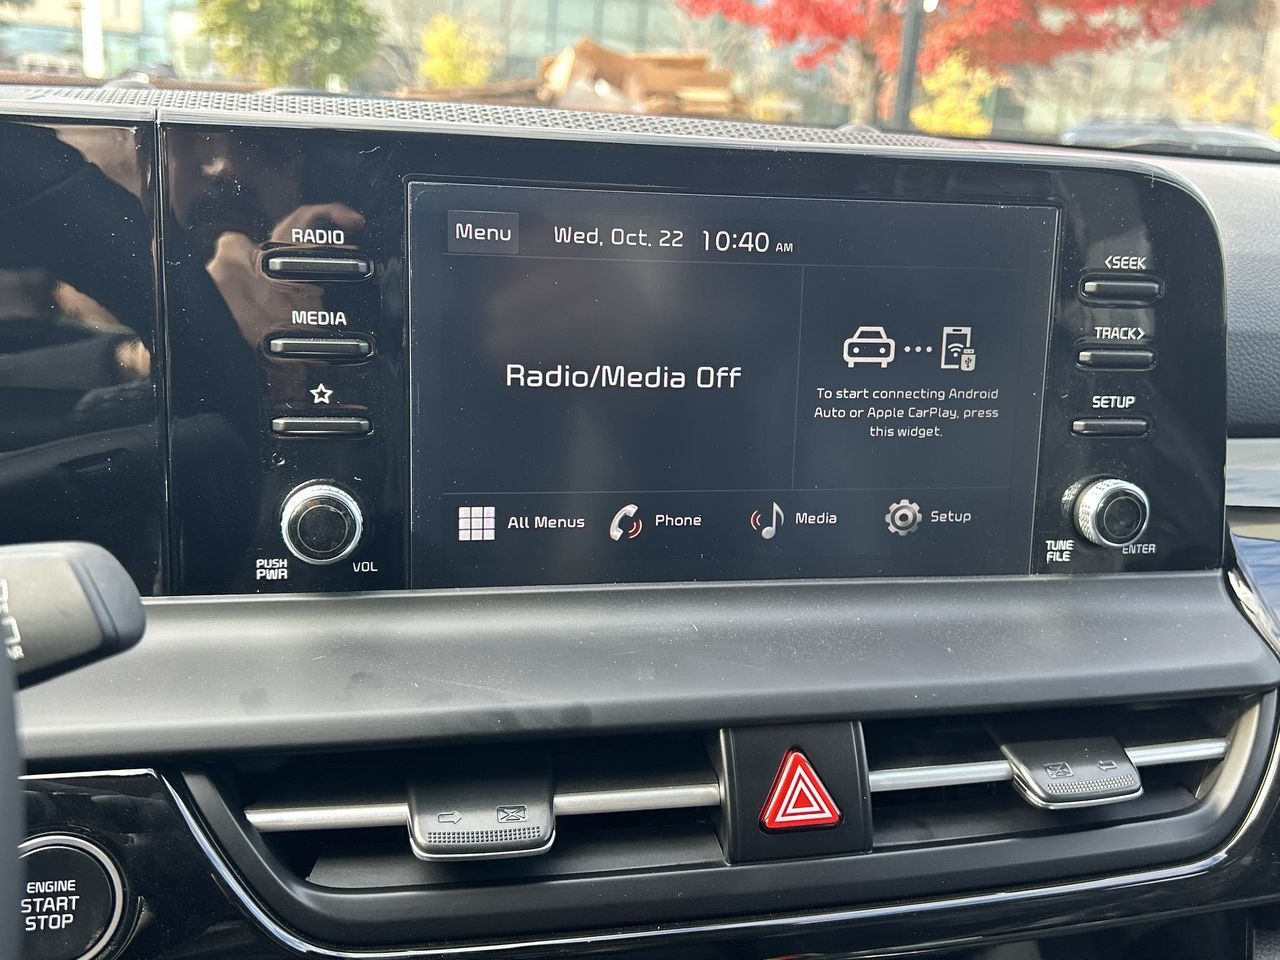 RADIO
MEDIA
PUSH
PWR
VOL
Menu
Wed, Oct. 22 10:40 AM
Radio/Media Off
To start connecting Android
Auto or Apple CarPlay, press
this widget.
All Menus
Phone
Media
Setup
<SEEK
TRACK>
SETUP
TUNE
FILE
ENTER
ENGINE
START
STOP